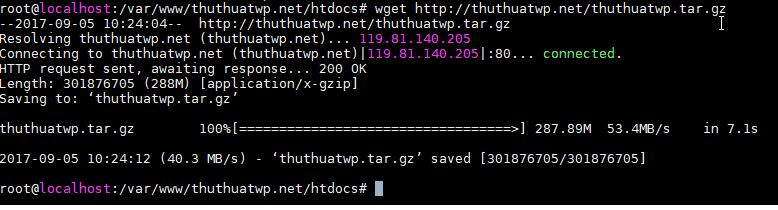 root@localhost:/var/www/thuthuatwp.net/htdocs# wget http://thuthuatwp.net/thuthuatwp.tar.gz
--2017-09-05 10:24:04--  http://thuthuatwp.net/thuthuatwp.tar.gz
Resolving thuthuatwp.net (thuthuatwp.net)... 119.81.140.205
Connecting to thuthuatwp.net (thuthuatwp.net)|119.81.140.205|:80... connected.
HTTP request sent, awaiting response... 200 OK
Length: 301876705 (288M) [application/x-gzip]
Saving to: ‘thuthuatwp.tar.gz’
thuthuatwp.tar.gz        100%[==================================>] 287.89M  53.4MB/s    in 7.1s
2017-09-05 10:24:12 (40.3 MB/s) - ‘thuthuatwp.tar.gz’ saved [301876705/301876705]
root@localhost:/var/www/thuthuatwp.net/htdocs#